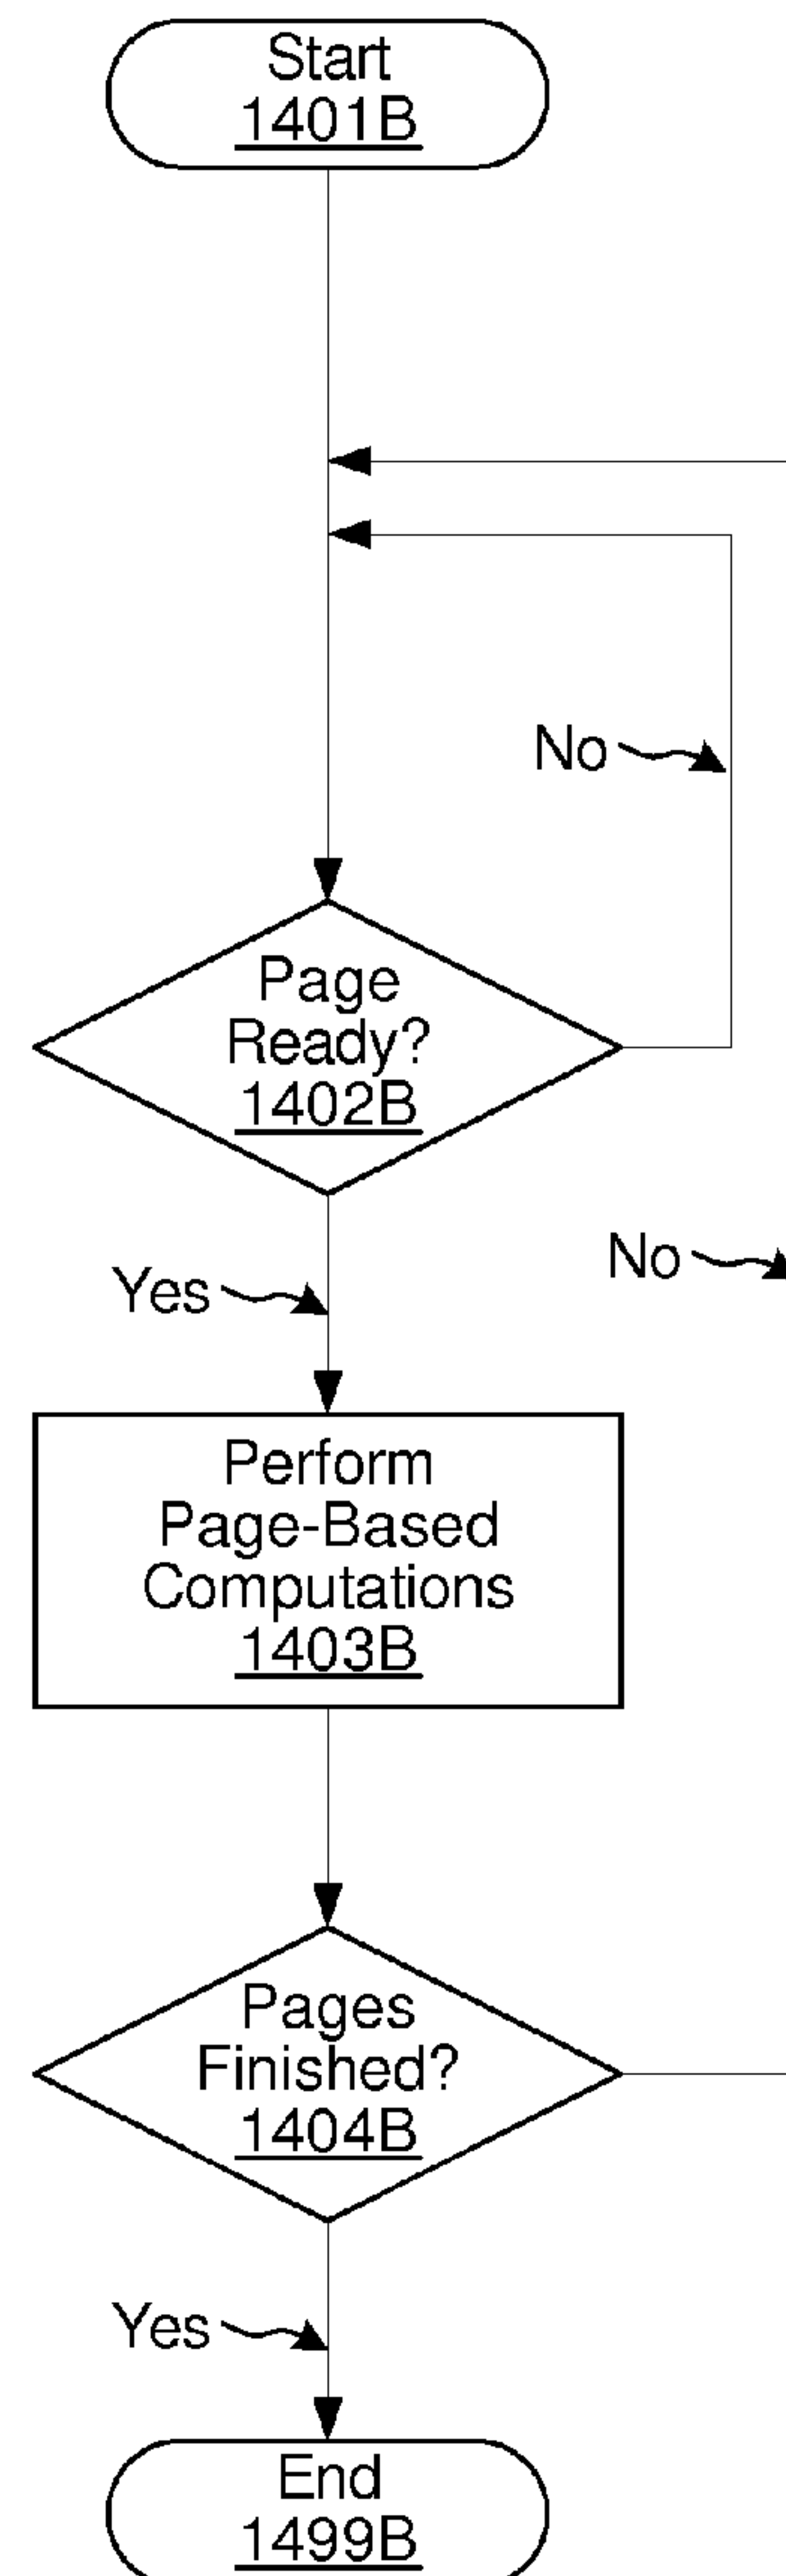 Start
1401B
No
Page
Ready?
1402B
No
Yes
Perform
Page-Based
Computations
1403B
Pages
Finished?
1404B
Yes
End
1499B